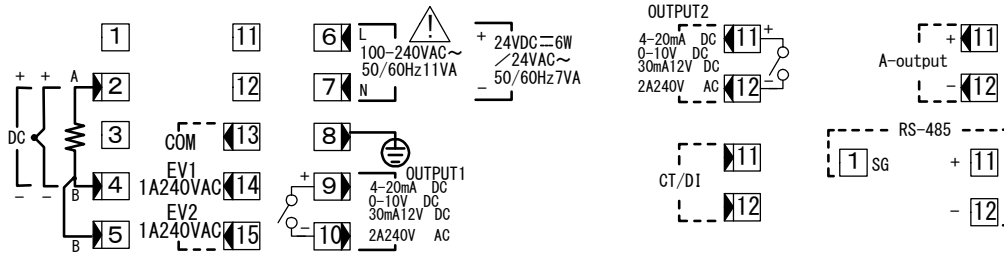 OUTPUT2
1 11 6 L + 24VDC⎓6W
100-240VAC~ ／24VAC~
50/60Hz11VA 50/60Hz7VA
2 12 7 N −
+ + A
DC
3 COM 13 8
4 B EV1 14 9 + OUTPUT1
1A240VAC 4-20mA DC
0-10V DC
30mA12V DC
5 B EV2 15 10 − 2A240V AC
1A240VAC
− −
4-20mA DC 11 +
0-10V DC
30mA12V DC
2A240V AC 12 −
CT/DI 11
12
A-output + 11
− 12
RS-485
1 SG + 11
− 12